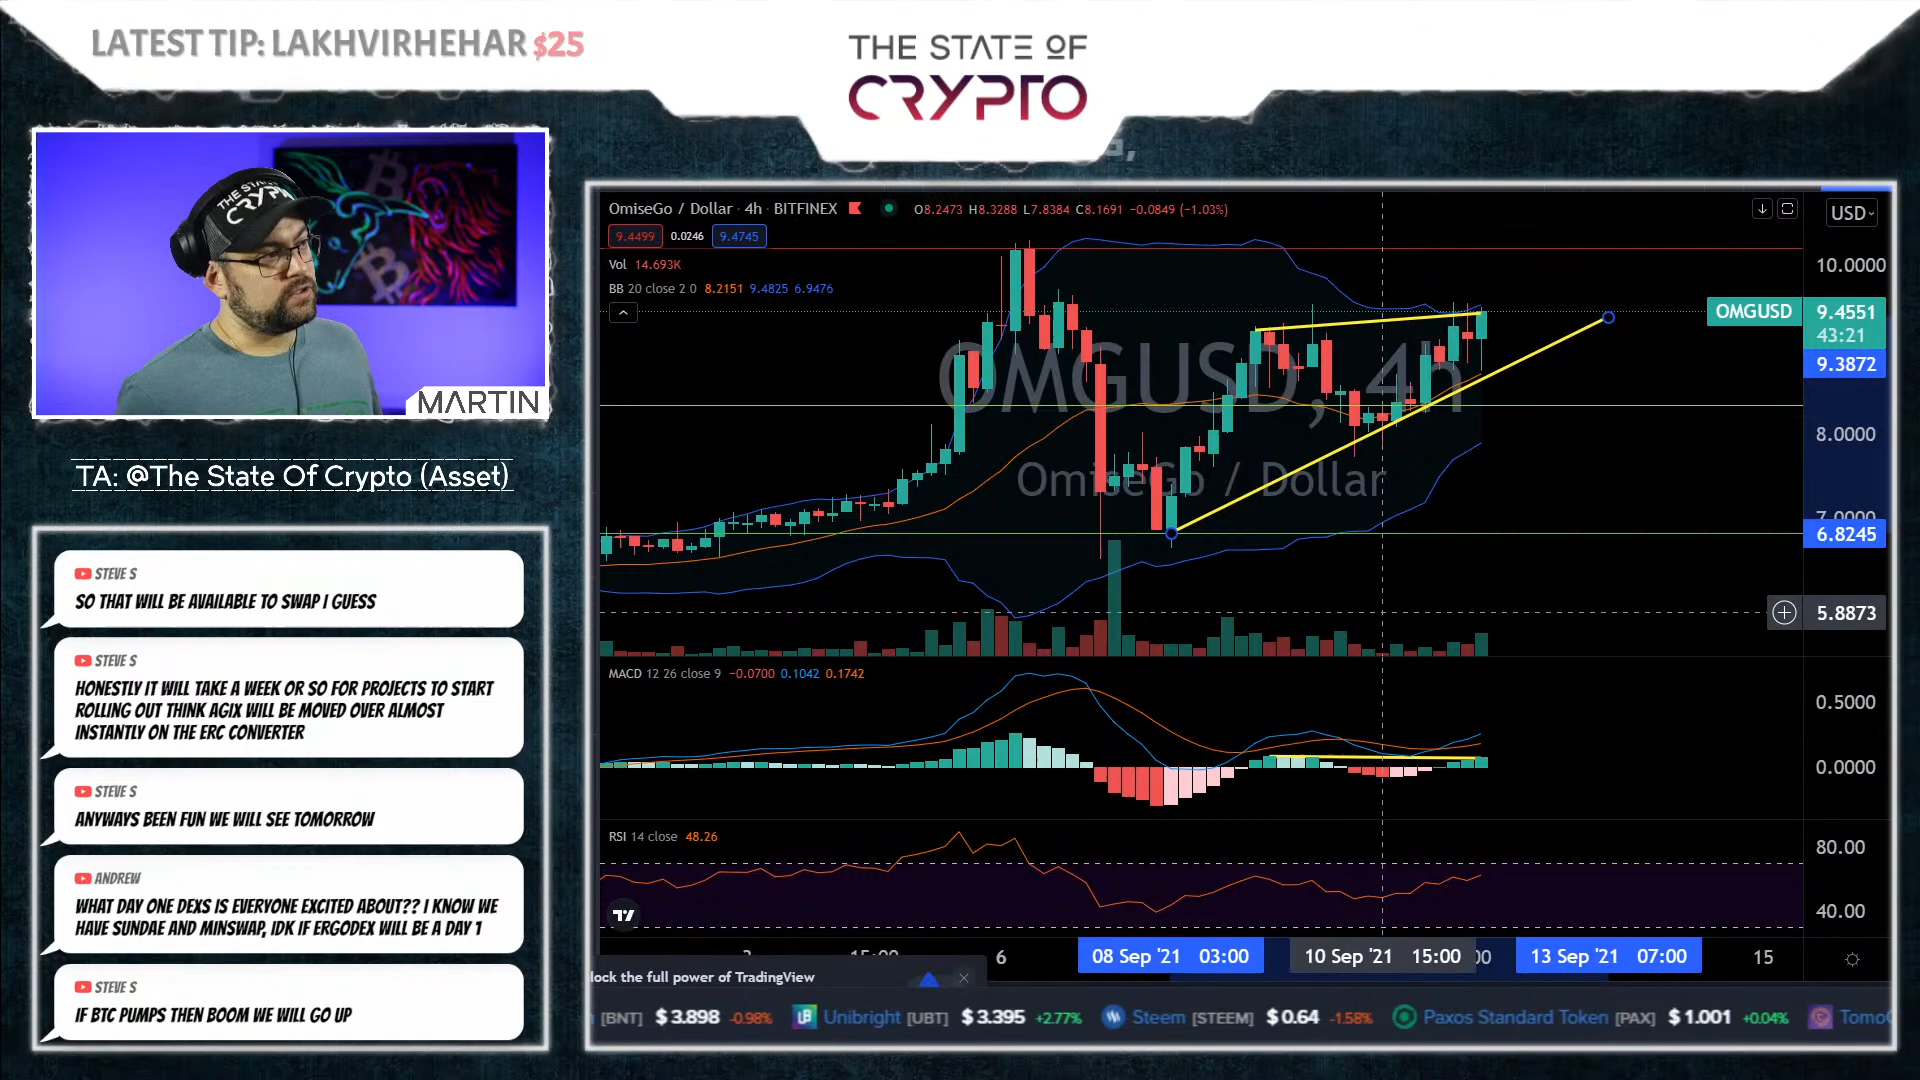 LATEST TIP: LAKHVIRHEHAR $25
THE STATE OF
CRYPTO
THE STATE
CRYP
MARTIN
TA: @The State Of Crypto (Asset)
STEVE S
SO THAT WILL BE AVAILABLE TO SWAP I GUESS
STEVE S
HONESTLY IT WILL TAKE A WEEK OR SO FOR PROJECTS TO START
ROLLING OUT THINK AGIX WILL BE MOVED OVER ALMOST
INSTANTLY ON THE ERC CONVERTER
STEVE S
ANYWAYS BEEN FUN WE WILL SEE TOMORROW
ANDREW
WHAT DAY ONE DEXS IS EVERYONE EXCITED ABOUT?? I KNOW WE
HAVE SUNDAE AND MINSWAP, IDK IF ERGODEX WILL BE A DAY 1
STEVE S
IF BTC PUMPS THEN BOOM WE WILL GO UP
OmiseGo / Dollar · 4h · BITFINEX O8.2473 H8.3288 L7.8384 C8.1691 −0.0849 (−1.03%)
USD
9.4499 0.0246 9.4745
Vol 14.693K
BB 20 close 2 0 8.2151 9.4825 6.9476
OMGUSD, 4h
OmiseGo / Dollar
10.0000
OMGUSD 9.4551
43:21
9.3872
8.0000
7.0000
6.8245
5.8873
MACD 12 26 close 9 −0.0700 0.1042 0.1742
0.5000
0.0000
RSI 14 close 48.26
80.00
40.00
6 08 Sep '21 03:00 10 Sep '21 15:00 13 Sep '21 07:00 15
lock the full power of TradingView
[BNT] $3.898 -0.98% Unibright [UBT] $3.395 +2.77% Steem [STEEM] $0.64 -1.58% Paxos Standard Token [PAX] $1.001 +0.04% Tomo